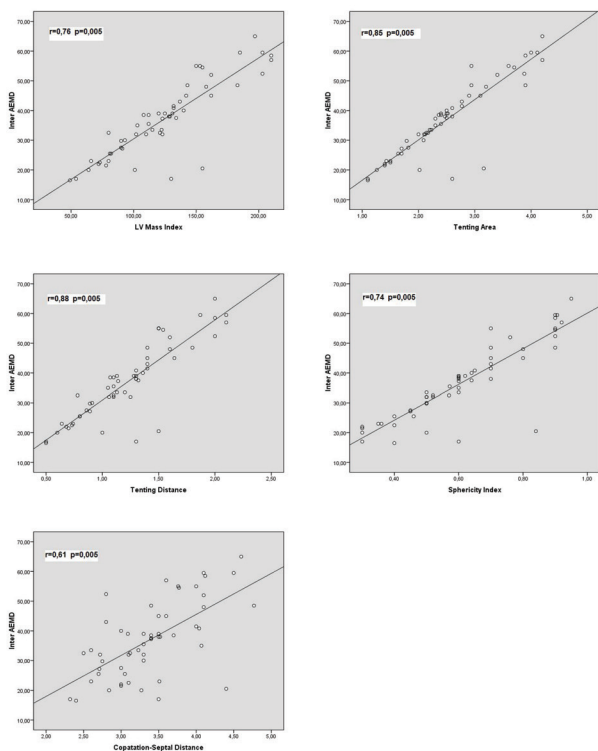 r=0,76 p=0,005
Inter AEMD
70,00
60,00
50,00
40,00
30,00
20,00
10,00
50,00 100,00 150,00 200,00
LV Mass Index
r=0,85 p=0,005
Inter AEMD
70,00
60,00
50,00
40,00
30,00
20,00
10,00
1,00 2,00 3,00 4,00 5,00
Tenting Area
r=0,88 p=0,005
Inter AEMD
70,00
60,00
50,00
40,00
30,00
20,00
10,00
0,50 1,00 1,50 2,00 2,50
Tenting Distance
r=0,74 p=0,005
Inter AEMD
70,00
60,00
50,00
40,00
30,00
20,00
10,00
0,40 0,60 0,80 1,00
Sphericity Index
r=0,61 p=0,005
Inter AEMD
70,00
60,00
50,00
40,00
30,00
20,00
10,00
2,00 2,50 3,00 3,50 4,00 4,50 5,00
Copatation-Septal Distance